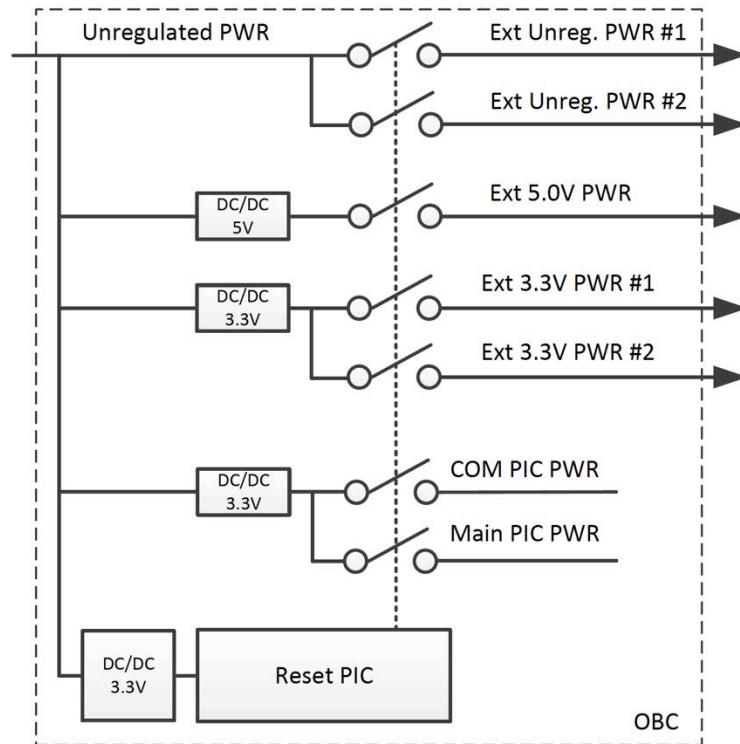 Unregulated PWR
Ext Unreg. PWR #1
Ext Unreg. PWR #2
DC/DC
5V
Ext 5.0V PWR
DC/DC
3.3V
Ext 3.3V PWR #1
Ext 3.3V PWR #2
DC/DC
3.3V
COM PIC PWR
Main PIC PWR
DC/DC
3.3V
Reset PIC
OBC